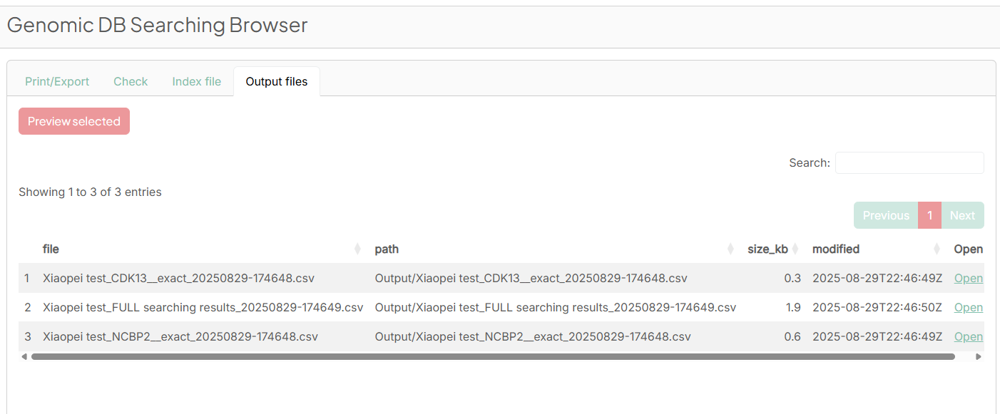 Genomic DB Searching Browser
Print/Export Check Index file Output files
Preview selected
Search:
Showing 1 to 3 of 3 entries
Previous 1 Next
file path size_kb modified Open
1 Xiaopei test_CDK13__exact_20250829-174648.csv Output/Xiaopei test_CDK13__exact_20250829-174648.csv 0.3 2025-08-29T22:46:49Z Open
2 Xiaopei test_FULL searching results_20250829-174649.csv Output/Xiaopei test_FULL searching results_20250829-174649.csv 1.9 2025-08-29T22:46:50Z Open
3 Xiaopei test_NCBP2__exact_20250829-174648.csv Output/Xiaopei test_NCBP2__exact_20250829-174648.csv 0.6 2025-08-29T22:46:49Z Open